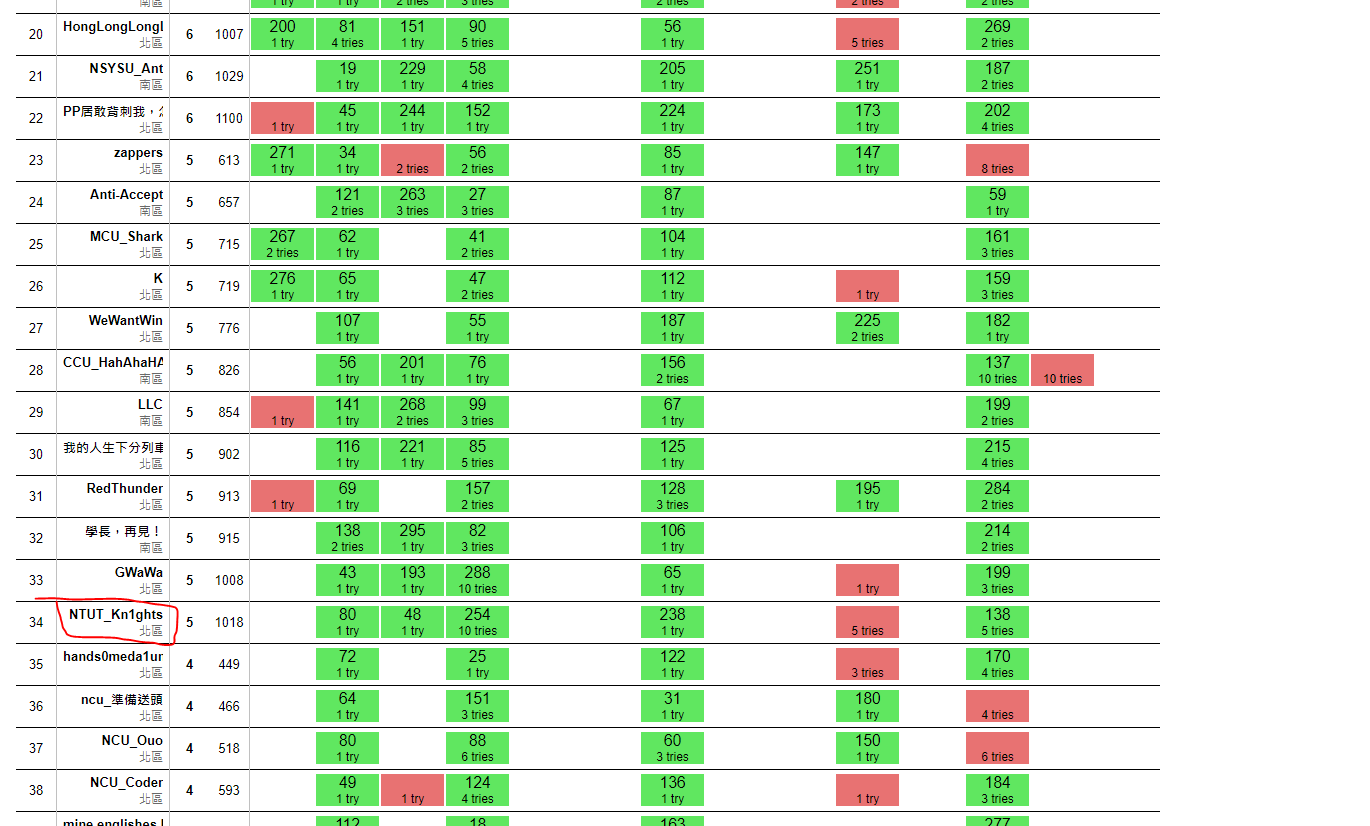 南區 1 try 1 try 2 tries 3 tries 2 tries 2 tries 2 tries
20 HongLongLongl 6 1007 200 81 151 90 56 269
北區 1 try 4 tries 1 try 5 tries 1 try 5 tries 2 tries
21 NSYSU_Ant 6 1029 19 229 58 205 251 187
南區 1 try 1 try 4 tries 1 try 1 try 2 tries
22 PP居敢背刺我， 6 1100 45 244 152 224 173 202
北區 1 try 1 try 1 try 1 try 1 try 1 try 4 tries
23 zappers 5 613 271 34 56 85 147
北區 1 try 1 try 2 tries 2 tries 1 try 1 try 8 tries
24 Anti-Accept 5 657 121 263 27 87 59
南區 2 tries 3 tries 3 tries 1 try 1 try
25 MCU_Shark 5 715 267 62 41 104 161
北區 2 tries 1 try 2 tries 1 try 3 tries
26 K 5 719 276 65 47 112 159
北區 1 try 1 try 2 tries 1 try 1 try 3 tries
27 WeWantWin 5 776 107 55 187 225 182
北區 1 try 1 try 1 try 2 tries 1 try
28 CCU_HahAhaHA 5 826 56 201 76 156 137
南區 1 try 1 try 1 try 2 tries 10 tries 10 tries
29 LLC 5 854 141 268 99 67 199
南區 1 try 1 try 2 tries 3 tries 1 try 2 tries
30 我的人生下分列車 5 902 116 221 85 125 215
北區 1 try 1 try 5 tries 1 try 4 tries
31 RedThunder 5 913 69 157 128 195 284
北區 1 try 1 try 2 tries 3 tries 1 try 2 tries
32 學長，再見！ 5 915 138 295 82 106 214
南區 2 tries 1 try 3 tries 1 try 2 tries
33 GWaWa 5 1008 43 193 288 65 199
北區 1 try 1 try 10 tries 1 try 1 try 3 tries
34 NTUT_Kn1ghts 5 1018 80 48 254 238 138
北區 1 try 1 try 10 tries 1 try 5 tries 5 tries
35 hands0meda1ur 4 449 72 25 122 170
北區 1 try 1 try 1 try 3 tries 4 tries
36 ncu_準備送頭 4 466 64 151 31 180
北區 1 try 3 tries 1 try 1 try 4 tries
37 NCU_Ouo 4 518 80 88 60 150
北區 1 try 6 tries 3 tries 1 try 6 tries
38 NCU_Coder 4 593 49 124 136 184
北區 1 try 1 try 4 tries 1 try 1 try 3 tries
mine englishes 112 18 163 277